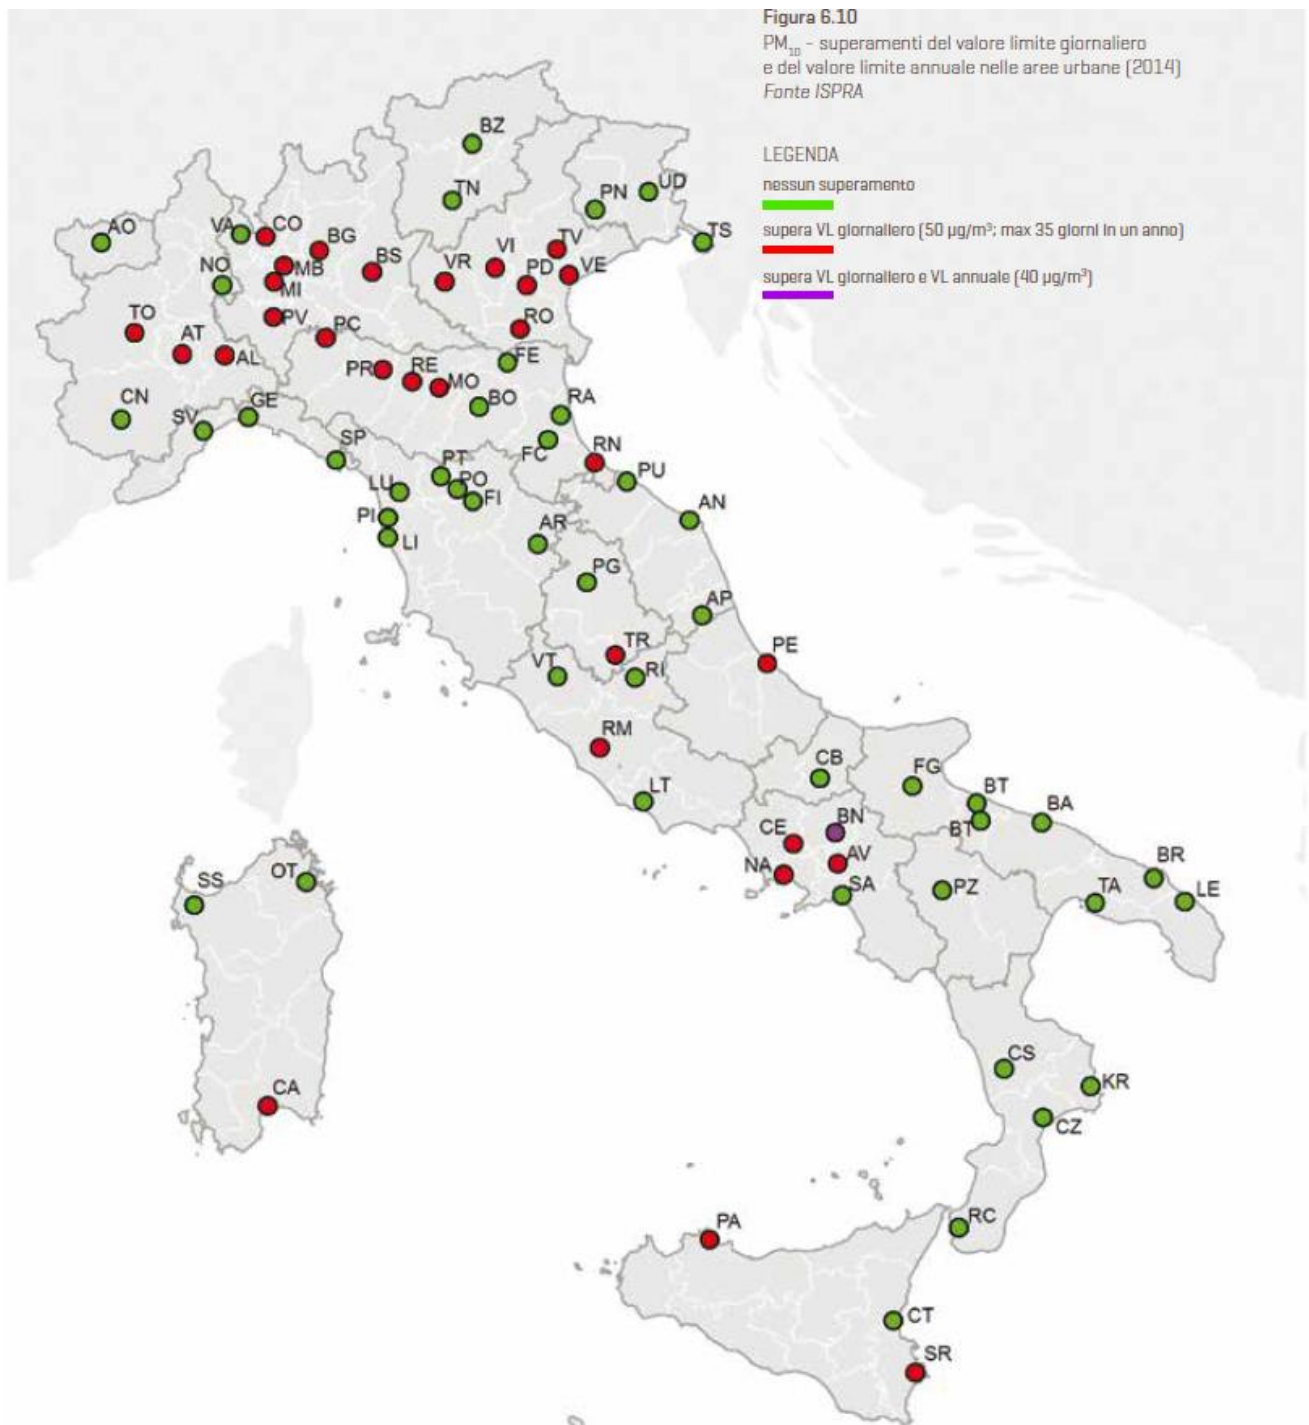 Figura 6.10
PM10 - superamenti del valore limite giornaliero
e del valore limite annuale nelle aree urbane (2014)
Fonte ISPRA
LEGENDA
nessun superamento
supera VL giornaliero (50 µg/m³; max 35 giorni in un anno)
supera VL giornaliero e VL annuale (40 µg/m³)
BZ
TN
PN
UD
TS
AO
VA
CO
BG
BS
NO
MB
MI
VR
VI
TV
PD
VE
TO
AT
AL
PV
PC
RO
FE
PR
RE
MO
BO
RA
CN
SV
GE
SP
FC
RN
PU
PT
PO
LU
FI
PI
LI
AR
AN
PG
AP
TR
PE
VT
RI
RM
LT
CB
FG
BT
BT
BA
CE
BN
NA
AV
SA
PZ
TA
BR
LE
SS
OT
CA
CS
KR
CZ
RC
PA
CT
SR